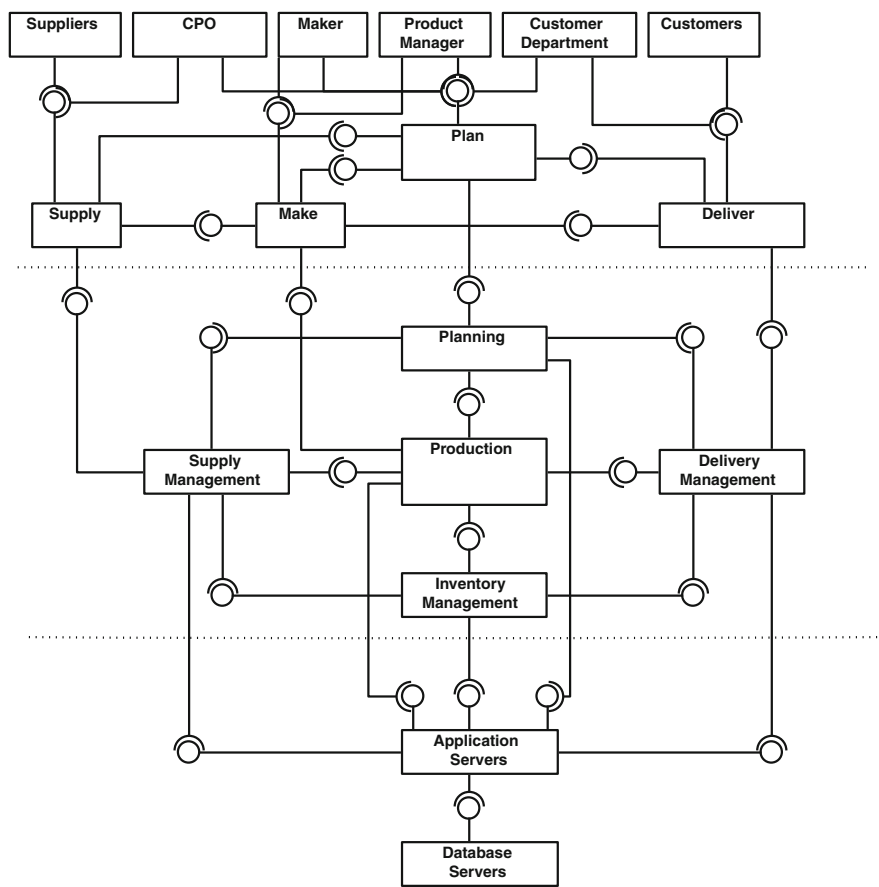 Suppliers
CPO
Maker
Product
Manager
Customer
Department
Customers
Plan
Supply
Make
Deliver
Planning
Production
Supply
Management
Delivery
Management
Inventory
Management
Application
Servers
Database
Servers